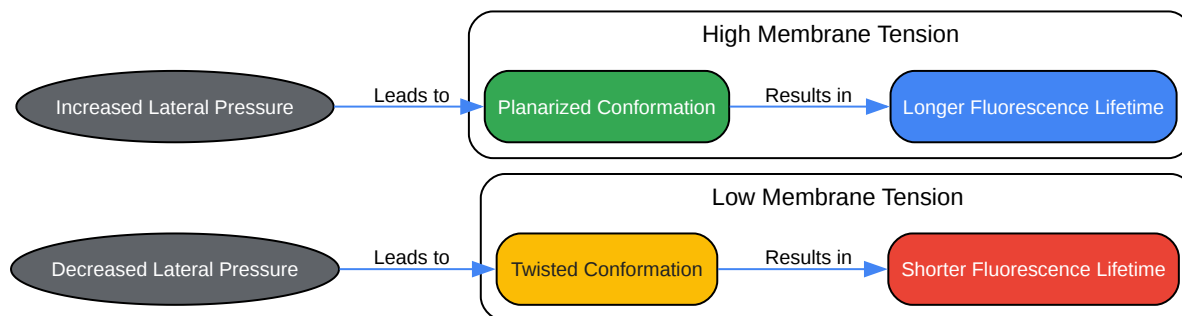 High Membrane Tension
Increased Lateral Pressure
Leads to
Planarized Conformation
Results in
Longer Fluorescence Lifetime
Low Membrane Tension
Decreased Lateral Pressure
Leads to
Twisted Conformation
Results in
Shorter Fluorescence Lifetime